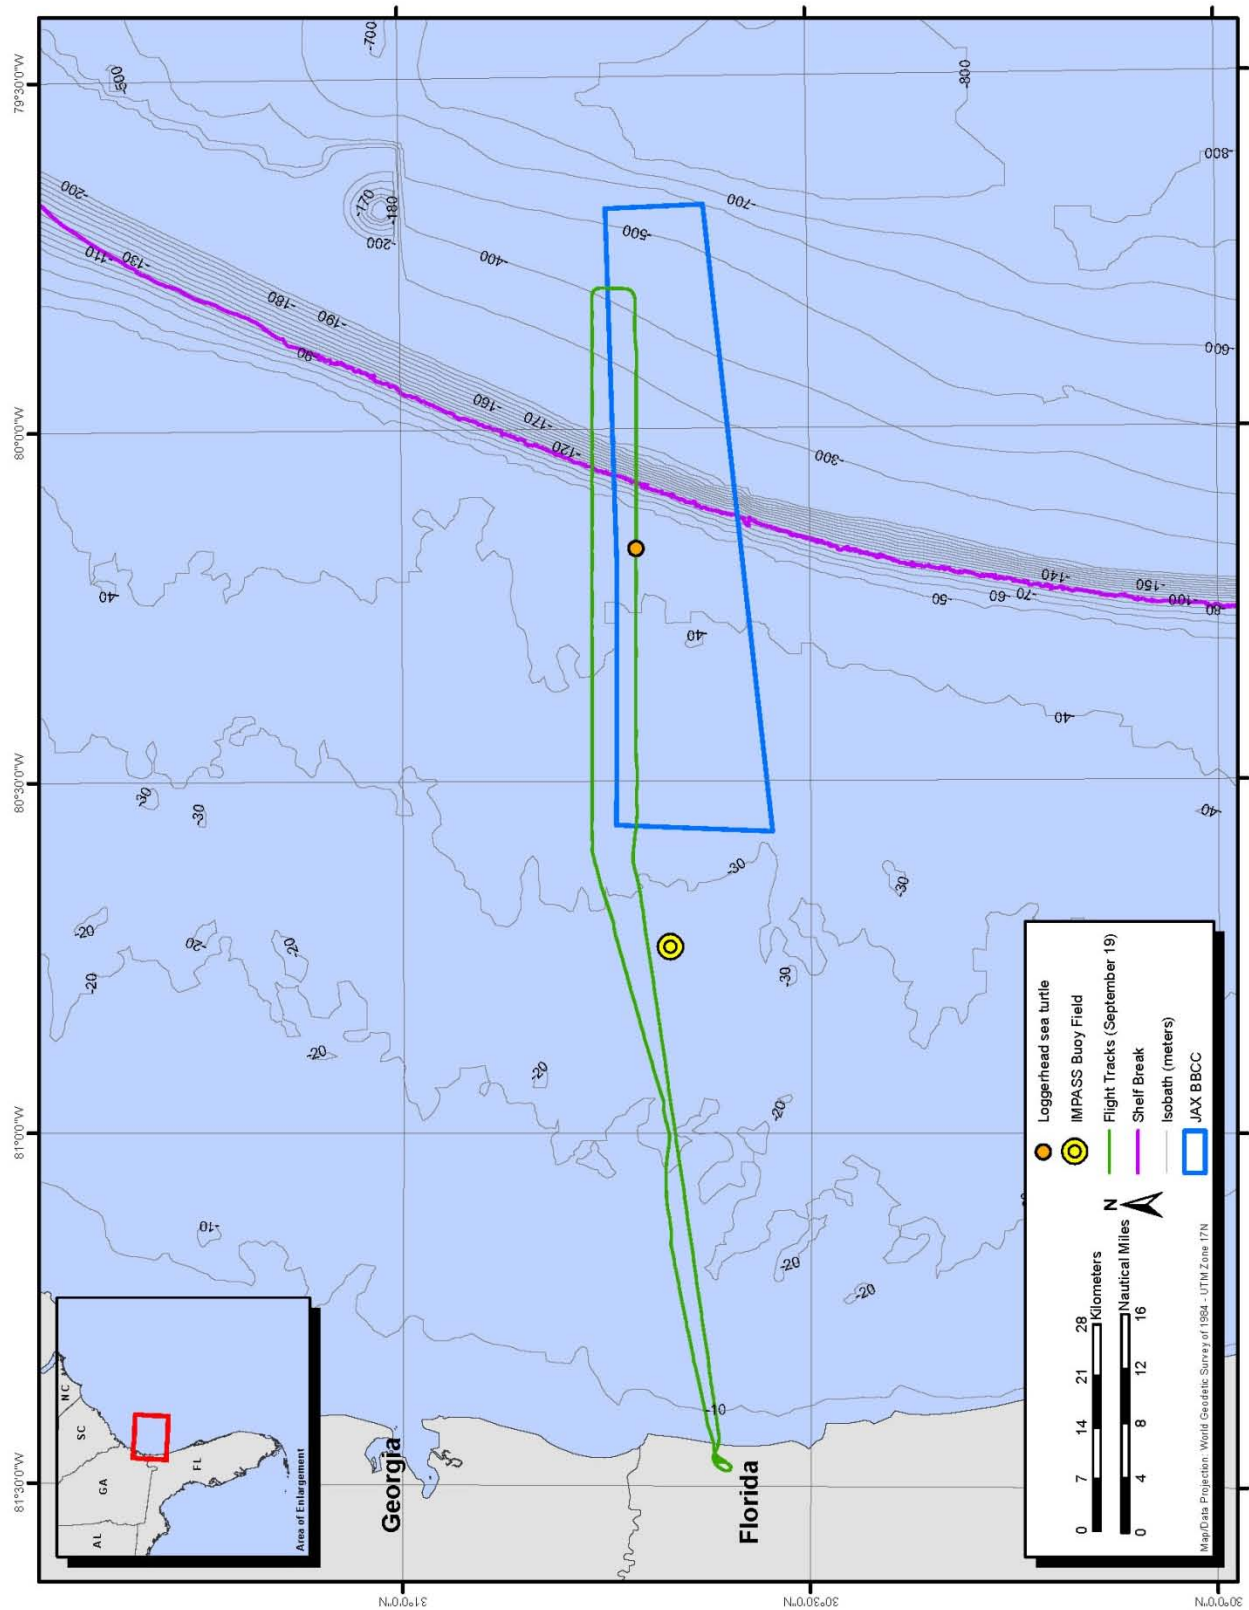 81°30'0"W
81°0'0"W
80°30'0"W
80°0'0"W
79°30'0"W
31°0'0"N
30°30'0"N
30°0'0"N
AL
GA
SC
NC
FL
Area of Enlargement
Georgia
Florida
-10
-10
-20
-20
-20
-20
-20
-20
-20
-20
-20
-20
-30
-30
-30
-30
-30
-40
-40
-40
-40
-50
-60
-70
-80
-90
-100
-110
-120
-130
-140
-150
-160
-170
-180
-190
-200
-170
-180
-200
-300
-400
-500
-600
-700
-700
-800
-800
0 7 14 21 28
Kilometers
Nautical Miles
0 4 8 12 16
N
Loggerhead sea turtle
IMPASS Buoy Field
Flight Tracks (September 19)
Shelf Break
Isobath (meters)
JAX BBCC
Map/Data Projection: World Geodetic Survey of 1984 - UTM Zone 17N